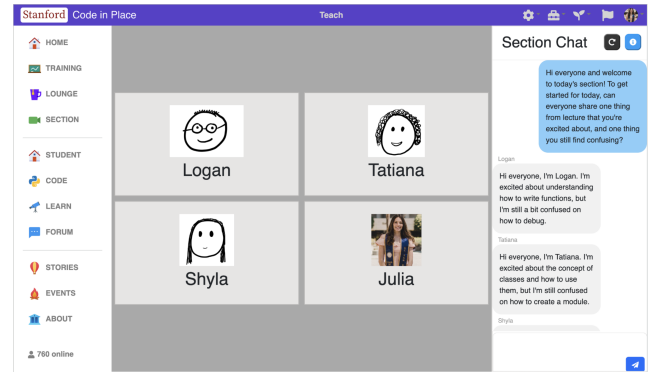 Stanford Code in Place
Teach
HOME
TRAINING
LOUNGE
SECTION
STUDENT
CODE
LEARN
FORUM
STORIES
EVENTS
ABOUT
760 online
Logan
Tatiana
Shyla
Julia
Section Chat
Hi everyone and welcome
to today's section! To get
started for today, can
everyone share one thing
from lecture that you're
excited about, and one thing
you still find confusing?
Logan
Hi everyone, I'm Logan. I'm
excited about understanding
how to write functions, but
I'm still a bit confused on
how to debug.
Tatiana
Hi everyone, I'm Tatiana. I'm
excited about the concept of
classes and how to use
them, but I'm still confused
on how to create a module.
Shyla